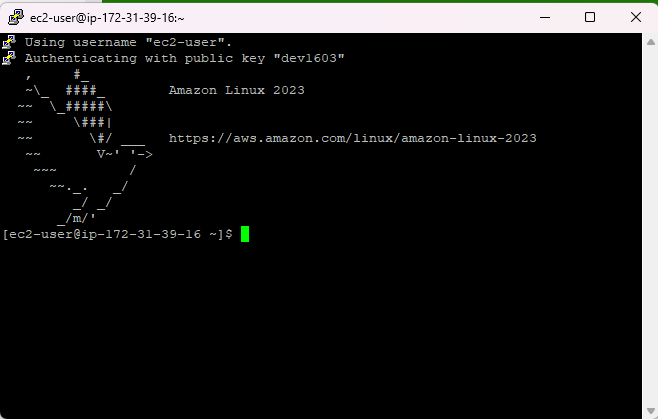 ec2-user@ip-172-31-39-16:~
Using username "ec2-user".
Authenticating with public key "dev1603"
   ,     #_
   ~\_  ####_        Amazon Linux 2023
  ~~  \_#####\
  ~~     \###|
  ~~       \#/ ___   https://aws.amazon.com/linux/amazon-linux-2023
   ~~       V~' '->
    ~~~         /
      ~~._.   _/
         _/ _/
       _/m/'
[ec2-user@ip-172-31-39-16 ~]$